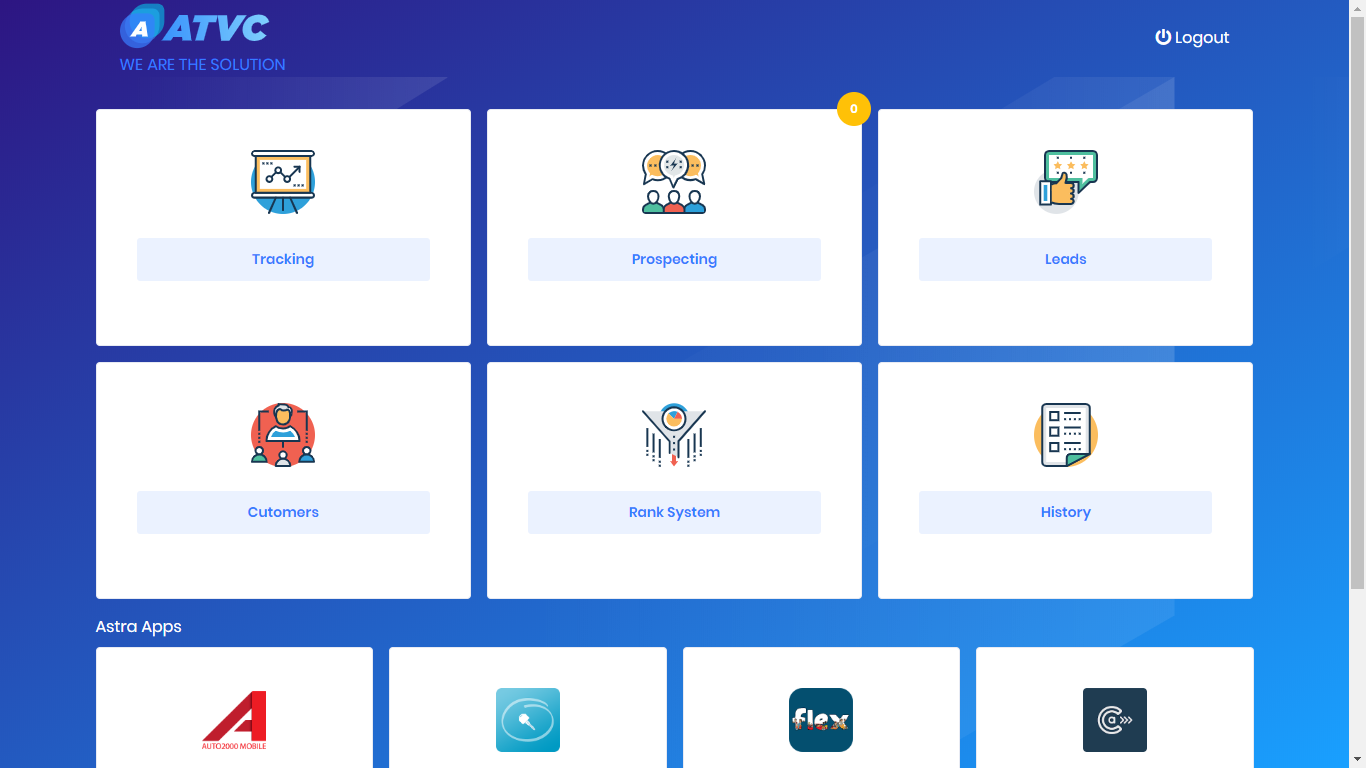 A ATVC
WE ARE THE SOLUTION
Logout
0
Tracking
Prospecting
Leads
Cutomers
Rank System
History
Astra Apps
AUTO2000 MOBILE
flex
a